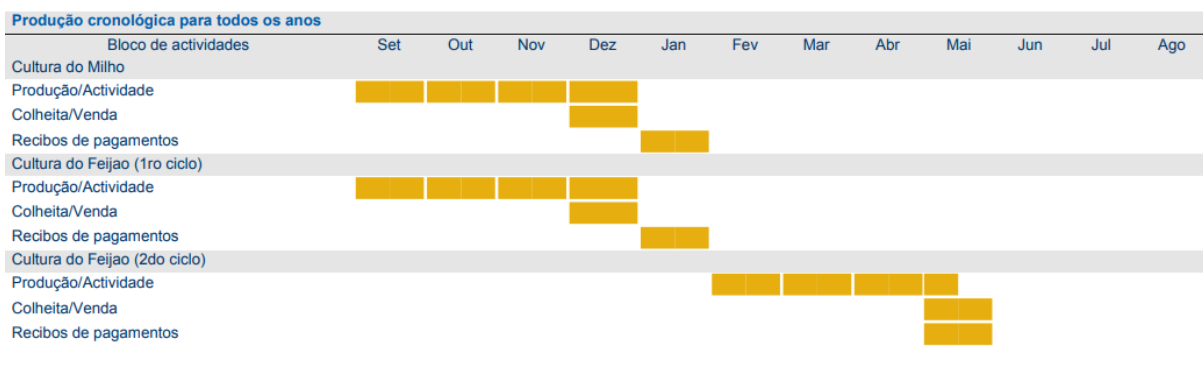 Produção cronológica para todos os anos
Bloco de actividades Set Out Nov Dez Jan Fev Mar Abr Mai Jun Jul Ago
Cultura do Milho
Produção/Actividade
Colheita/Venda
Recibos de pagamentos
Cultura do Feijao (1ro ciclo)
Produção/Actividade
Colheita/Venda
Recibos de pagamentos
Cultura do Feijao (2do ciclo)
Produção/Actividade
Colheita/Venda
Recibos de pagamentos